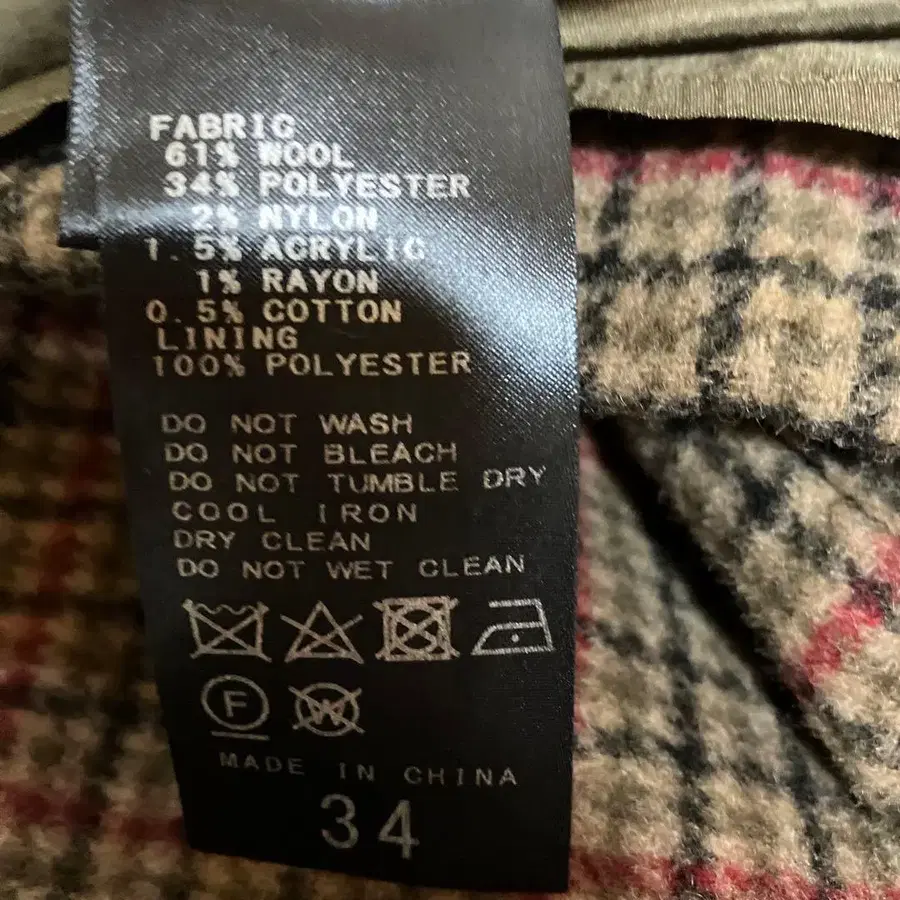 FABRIC
61% WOOL
34% POLYESTER
2% NYLON
1.5% ACRYLIC
1% RAYON
0.5% COTTON
LINING
100% POLYESTER
DO NOT WASH
DO NOT BLEACH
DO NOT TUMBLE DRY
COOL IRON
DRY CLEAN
DO NOT WET CLEAN
F W
MADE IN CHINA
34